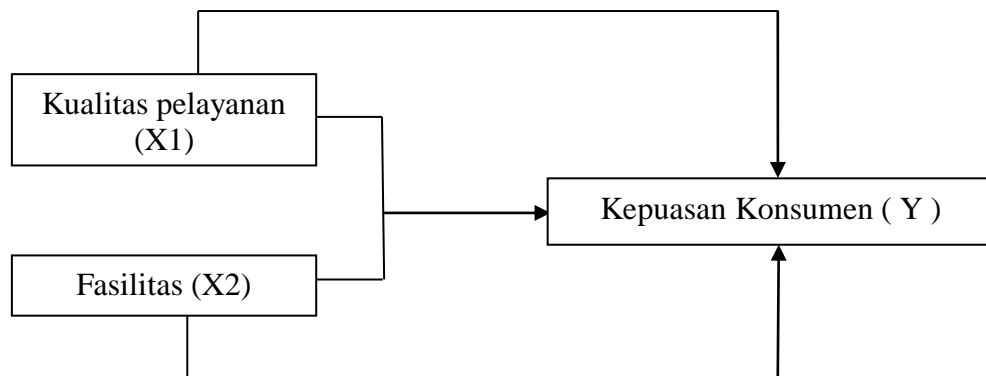 Kualitas pelayanan
(X1)
Kepuasan Konsumen ( Y )
Fasilitas (X2)